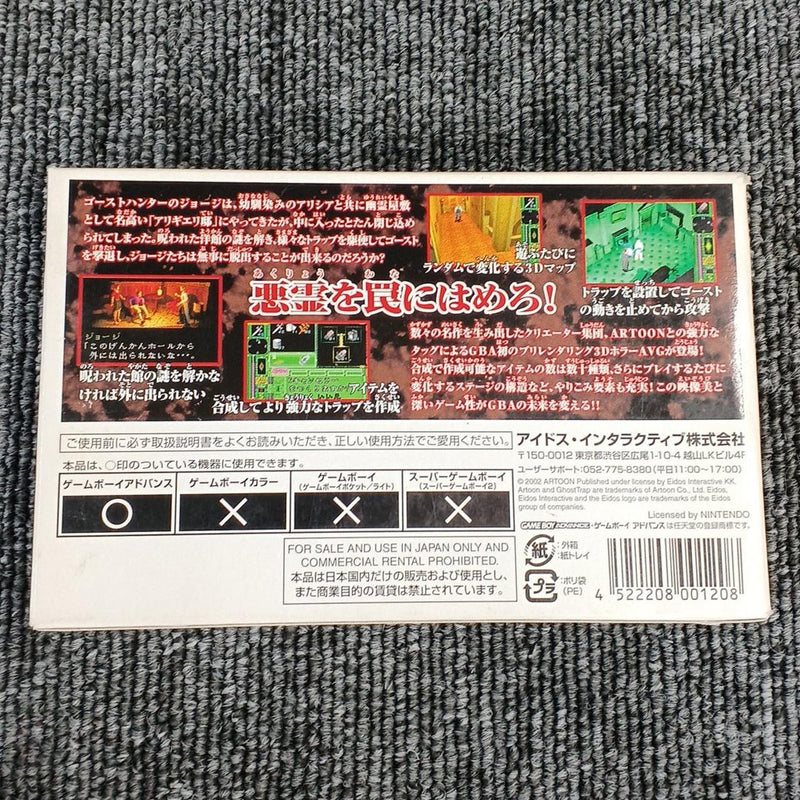 ゴーストハンターのジョージは、幼馴染みのアリシアと共に幽霊屋敷
として名高い「アリギエリ邸」にやってきたが、中に入ったとたん閉じ込め
られてしまった。呪われた洋館の謎を解き、様々なトラップを駆使してゴースト
を撃退し、ジョージたちは無事に脱出することが出来るのだろうか?
遊ぶたびに
ランダムで変化する3Dマップ
トラップを設置してゴースト
の動きを止めてから攻撃
悪霊を罠にはめろ!
ジョージ
「このげんかんホールから
外には出られないな…。
呪われた館の謎を解かな
ければ外に出られない
アイテムを
合成してより強力なトラップを作成
数々の名作を生み出したクリエーター集団、ARTOONとの強力な
タッグによるGBA初のプリレンダリング3DホラーAVGが登場!
合成で作成可能なアイテムの数は数十種類、さらにプレイするたびに
変化するステージの構造など、やりこみ要素も充実!この映像美と
深いゲーム性がGBAの未来を変える!!
ご使用前に必ず取扱説明書をよくお読みいただき、正しい使用方法でご愛用ください。
本品は、○印のついている機器に使用できます。
ゲームボーイアドバンス
ゲームボーイカラー
ゲームボーイ
(ゲームボーイポケット/ライト)
スーパーゲームボーイ
(スーパーゲームボーイ2)
○
×
×
×
アイドス・インタラクティブ株式会社
〒150-0012 東京都渋谷区広尾1-10-4 越山LKビル4F
ユーザーサポート:052-775-8380(平日11:00〜17:00)
© 2002 ARTOON Published under license by Eidos Interactive KK.
Artoon and GhostTrap are trademarks of Artoon Co., Ltd. Eidos,
Eidos Interactive and the Eidos logo are trademarks of the Eidos
group of companies.
Licensed by NINTENDO
GAME BOY ADVANCE・ゲームボーイ アドバンスは任天堂の登録商標です。
FOR SALE AND USE IN JAPAN ONLY AND
COMMERCIAL RENTAL PROHIBITED.
本品は日本国内だけの販売および使用とし、
また商業目的の賃貸は禁止されています。
紙
:外箱
紙トレイ
プラ
:ポリ袋
(PE)
4 522208 001208